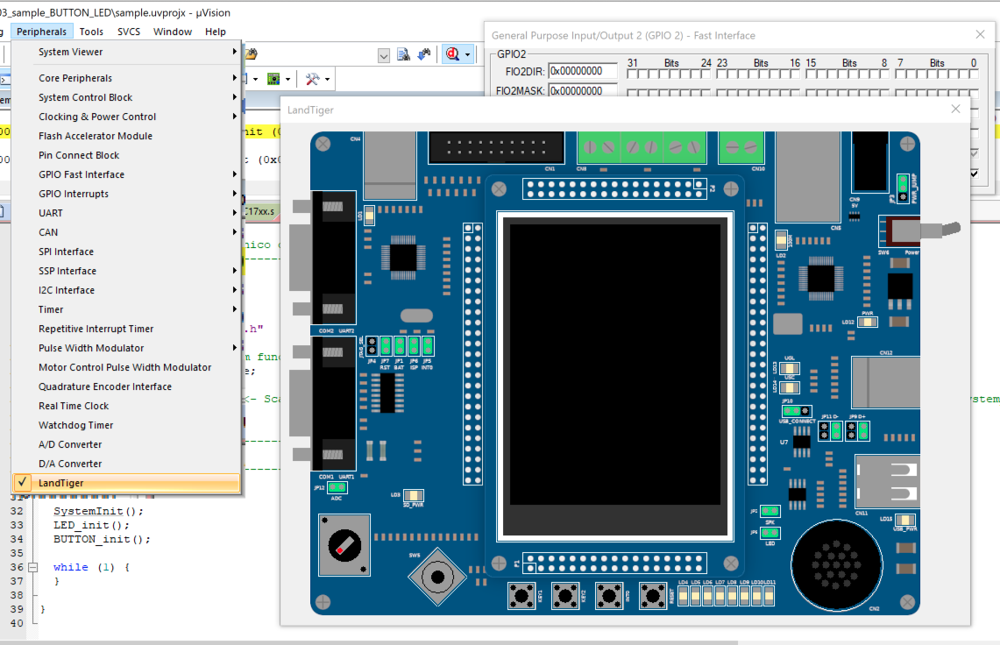 03_sample_BUTTON_LED\sample.uvprojx - µVision
Peripherals Tools SVCS Window Help
System Viewer
Core Peripherals
System Control Block
Clocking & Power Control
Flash Accelerator Module
Pin Connect Block
GPIO Fast Interface
GPIO Interrupts
UART
CAN
SPI Interface
SSP Interface
I2C Interface
Timer
Repetitive Interrupt Timer
Pulse Width Modulator
Motor Control Pulse Width Modulator
Quadrature Encoder Interface
Real Time Clock
Watchdog Timer
A/D Converter
D/A Converter
LandTiger
General Purpose Input/Output 2 (GPIO 2) - Fast Interface
GPIO2
31 Bits 24 23 Bits 16 15 Bits 8 7 Bits 0
FIO2DIR: 0x00000000
FIO2MASK: 0x00000000
LandTiger
C17xx.s
.h"
<- Sca
ystem
32 SystemInit();
33 LED_init();
34 BUTTON_init();
35
36 while (1) {
37 }
38
39 }
40
CN4
CN1
CN8
CN10
CN9
5V
CN5
JP3
PWR_JUMP
SW6
Power
P2
LD1
LD2
100M
COM2 UART2
JTAG_SEL
JP4 JP7 JP1 JP6 JP5
RST BAT ISP INT0
PWR
LD12
UGL
LD13
USC
LD14
CN12
JP10
USB_CONNECT
JP11 D- JP9 D+
U7
COM1 UART1
JP12
ADC
LD3
SD_PWR
JP2
SPK
LED
CN11
LD15
USB_PWR
SW5
P1
KEY1
KEY2
INT0
RESET
LD4 LD5 LD6 LD7 LD8 LD9 LD10 LD11
CN2